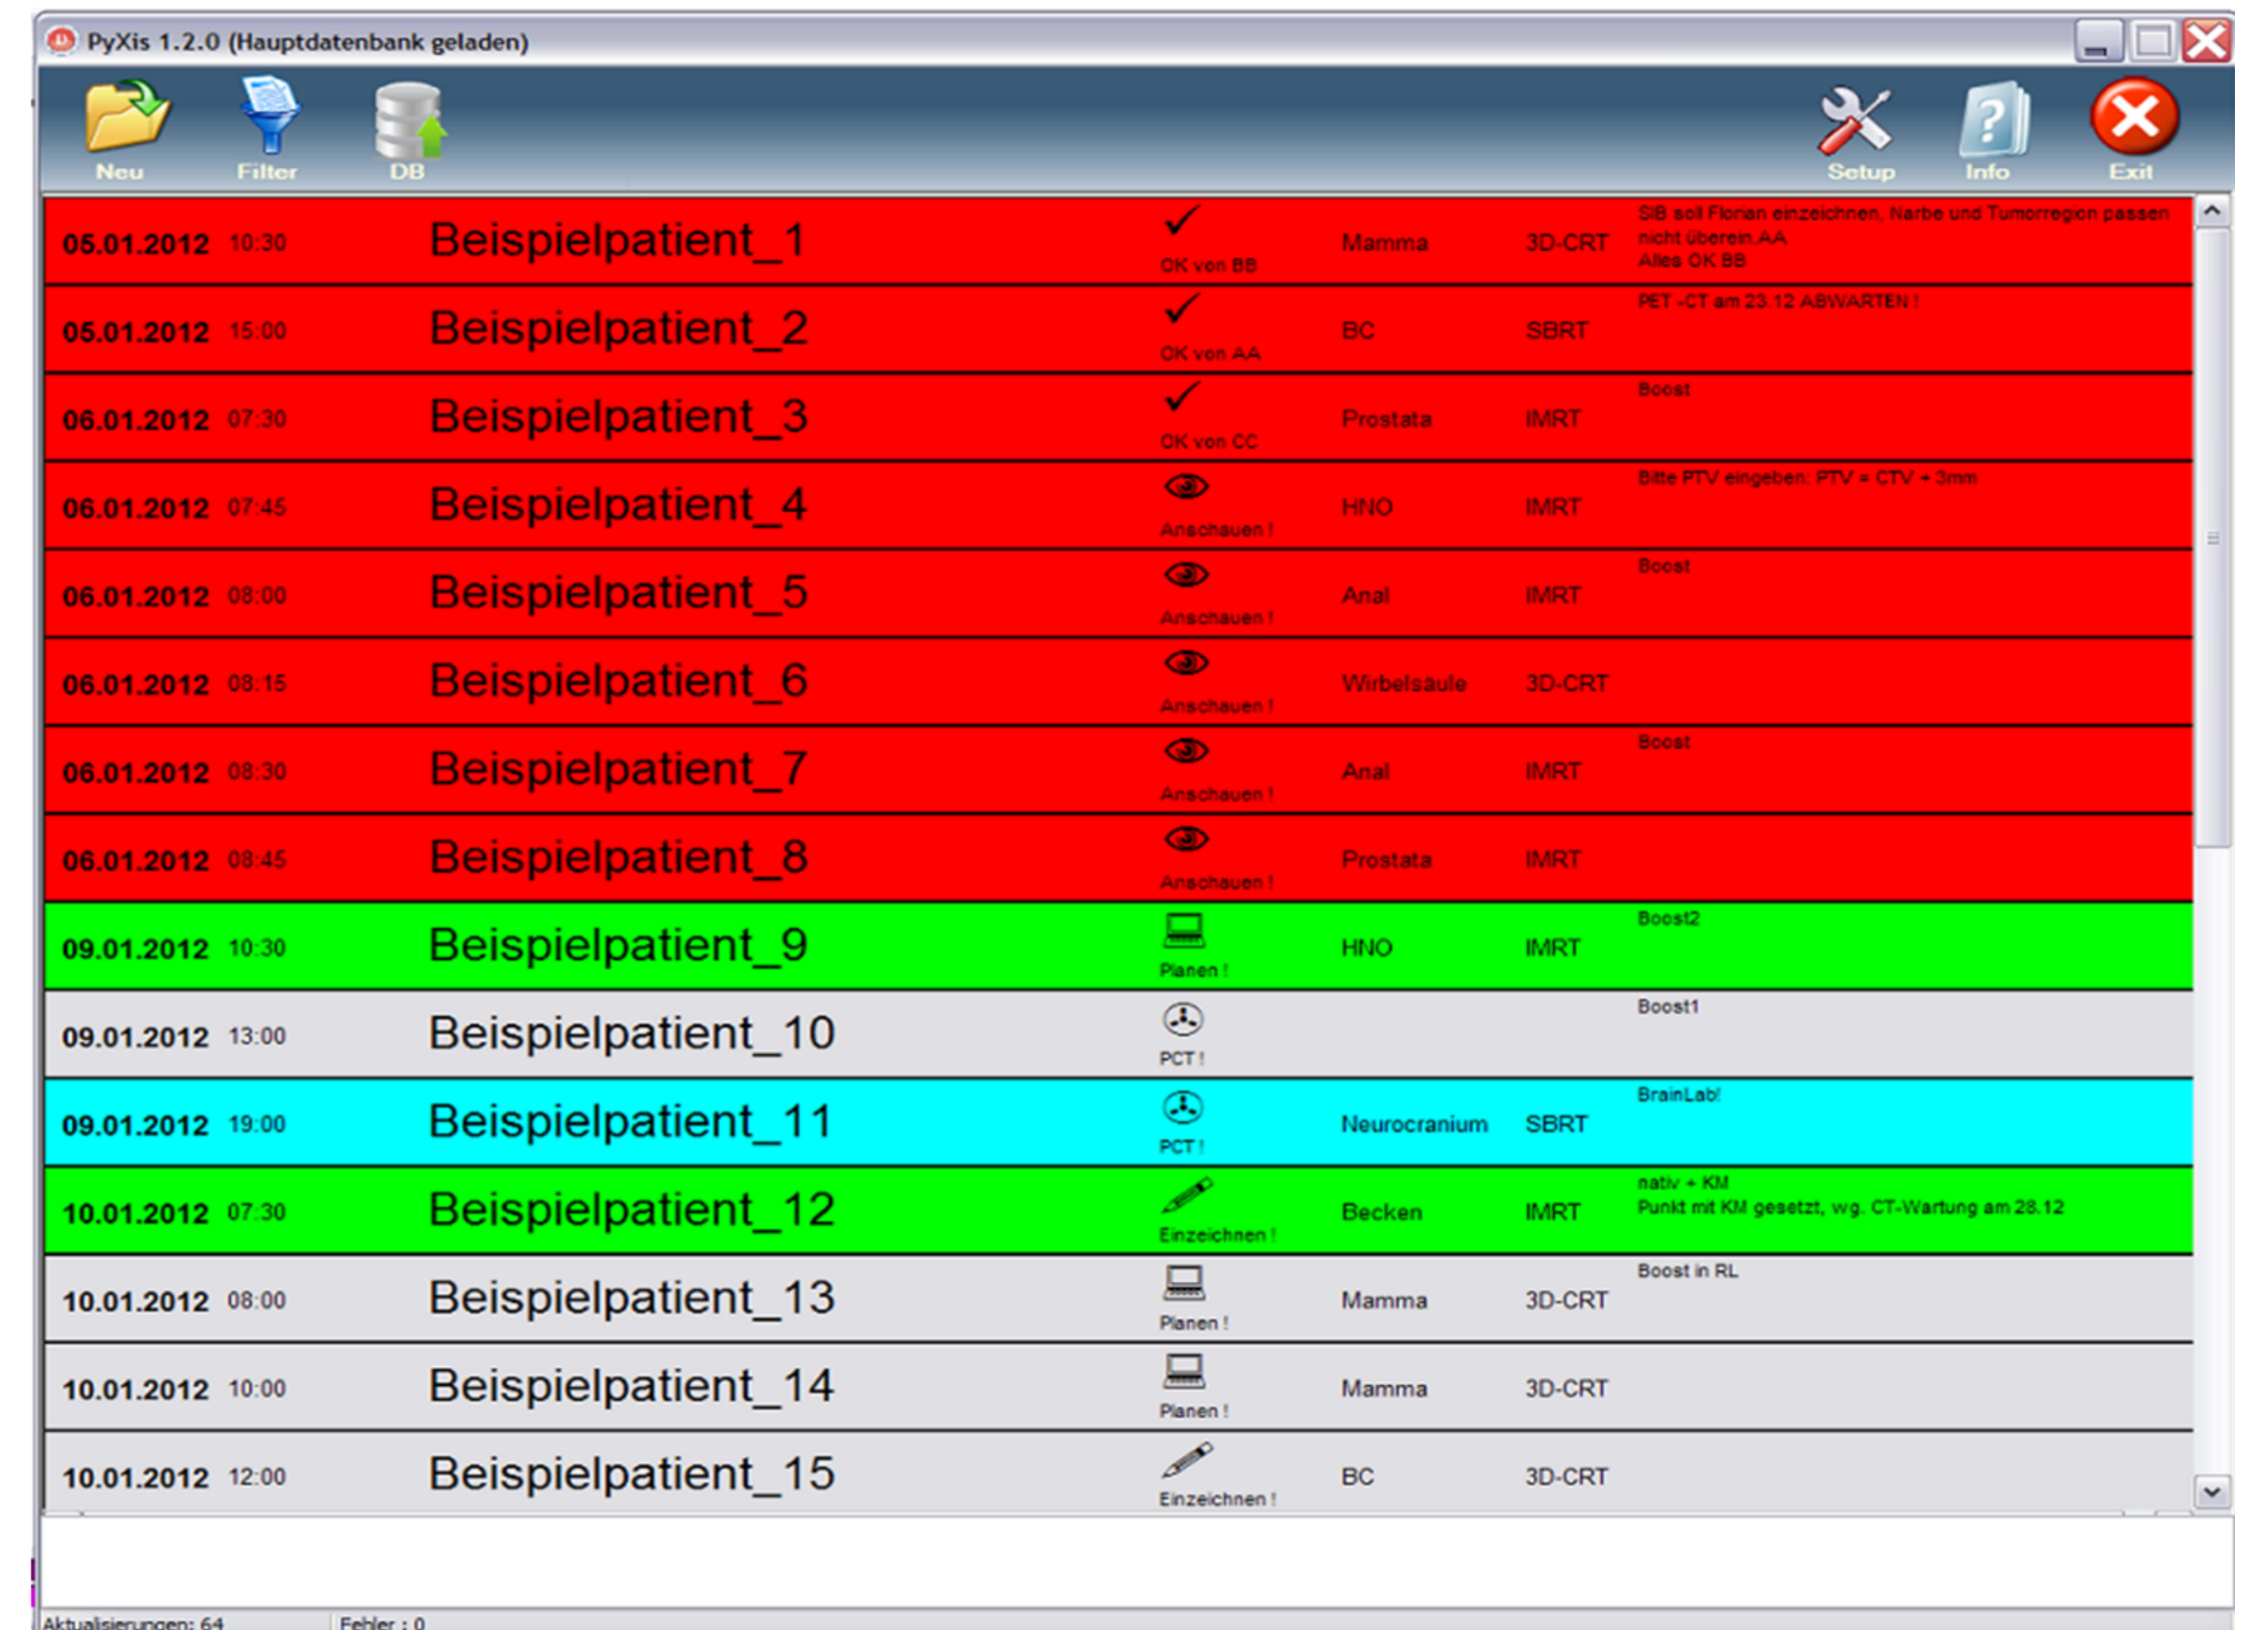 PyXis 1.2.0 (Hauptdatenbank geladen)
Neu Filter DB Setup Info Exit
05.01.2012 10:30 Beispielpatient_1 OK von BB Mamma 3D-CRT SIB soll Florian einzeichnen, Narbe und Tumorregion passen
nicht überein.AA
Alles OK BB
05.01.2012 15:00 Beispielpatient_2 OK von AA BC SBRT PET -CT am 23.12 ABWARTEN !
06.01.2012 07:30 Beispielpatient_3 OK von CC Prostata IMRT Boost
06.01.2012 07:45 Beispielpatient_4 Anschauen ! HNO IMRT Bitte PTV eingeben: PTV = CTV + 3mm
06.01.2012 08:00 Beispielpatient_5 Anschauen ! Anal IMRT Boost
06.01.2012 08:15 Beispielpatient_6 Anschauen ! Wirbelsäule 3D-CRT
06.01.2012 08:30 Beispielpatient_7 Anschauen ! Anal IMRT Boost
06.01.2012 08:45 Beispielpatient_8 Anschauen ! Prostata IMRT
09.01.2012 10:30 Beispielpatient_9 Planen ! HNO IMRT Boost2
09.01.2012 13:00 Beispielpatient_10 PCT ! Boost1
09.01.2012 19:00 Beispielpatient_11 PCT ! Neurocranium SBRT BrainLab!
10.01.2012 07:30 Beispielpatient_12 Einzeichnen ! Becken IMRT nativ + KM
Punkt mit KM gesetzt, wg. CT-Wartung am 28.12
10.01.2012 08:00 Beispielpatient_13 Planen ! Mamma 3D-CRT Boost in RL
10.01.2012 10:00 Beispielpatient_14 Planen ! Mamma 3D-CRT
10.01.2012 12:00 Beispielpatient_15 Einzeichnen ! BC 3D-CRT
Aktualisierungen: 64 Fehler : 0